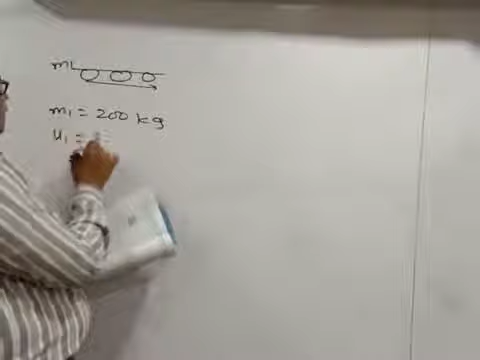 m1
m1 = 200 kg
u1 =